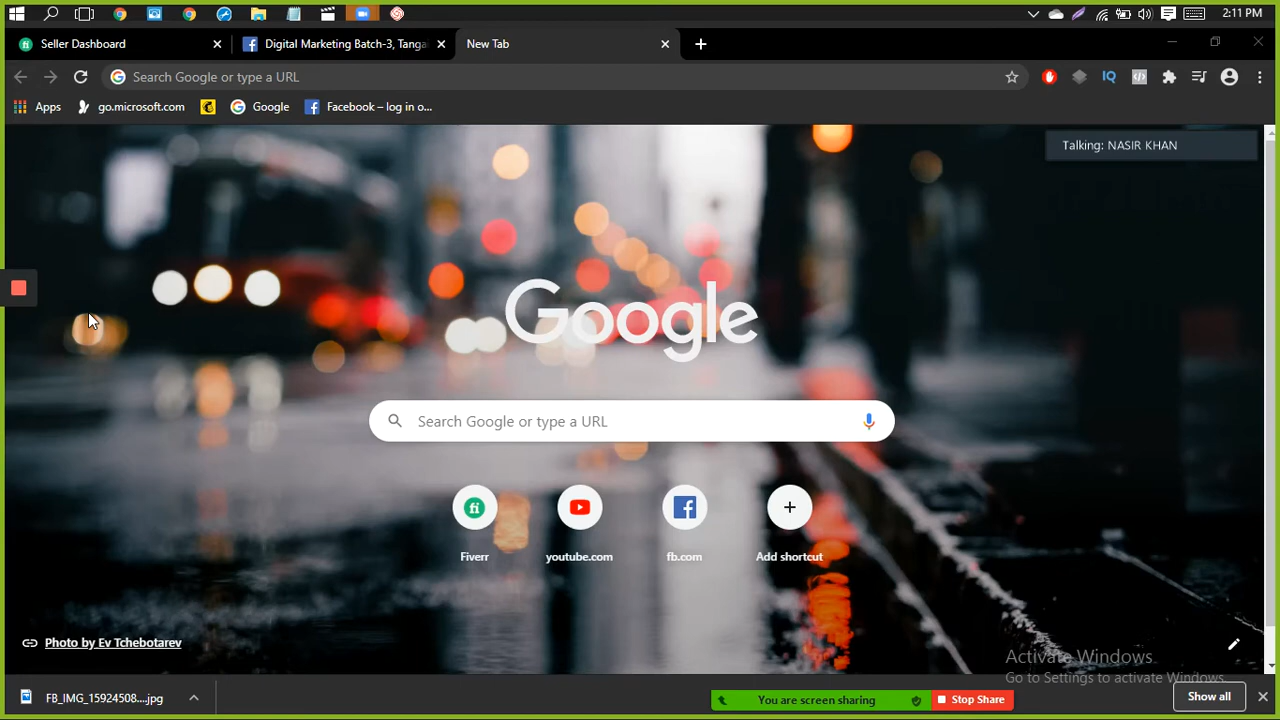 2:11 PM
Seller Dashboard
Digital Marketing Batch-3, Tanga
New Tab
Search Google or type a URL
IQ
Apps
go.microsoft.com
Google
Facebook – log in o...
Talking: NASIR KHAN
Google
Search Google or type a URL
fi
Fiverr
youtube.com
fb.com
Add shortcut
Photo by Ev Tchebotarev
Activate Windows
Go to Settings to activate Windows.
FB_IMG_15924508....jpg
You are screen sharing
Stop Share
Show all